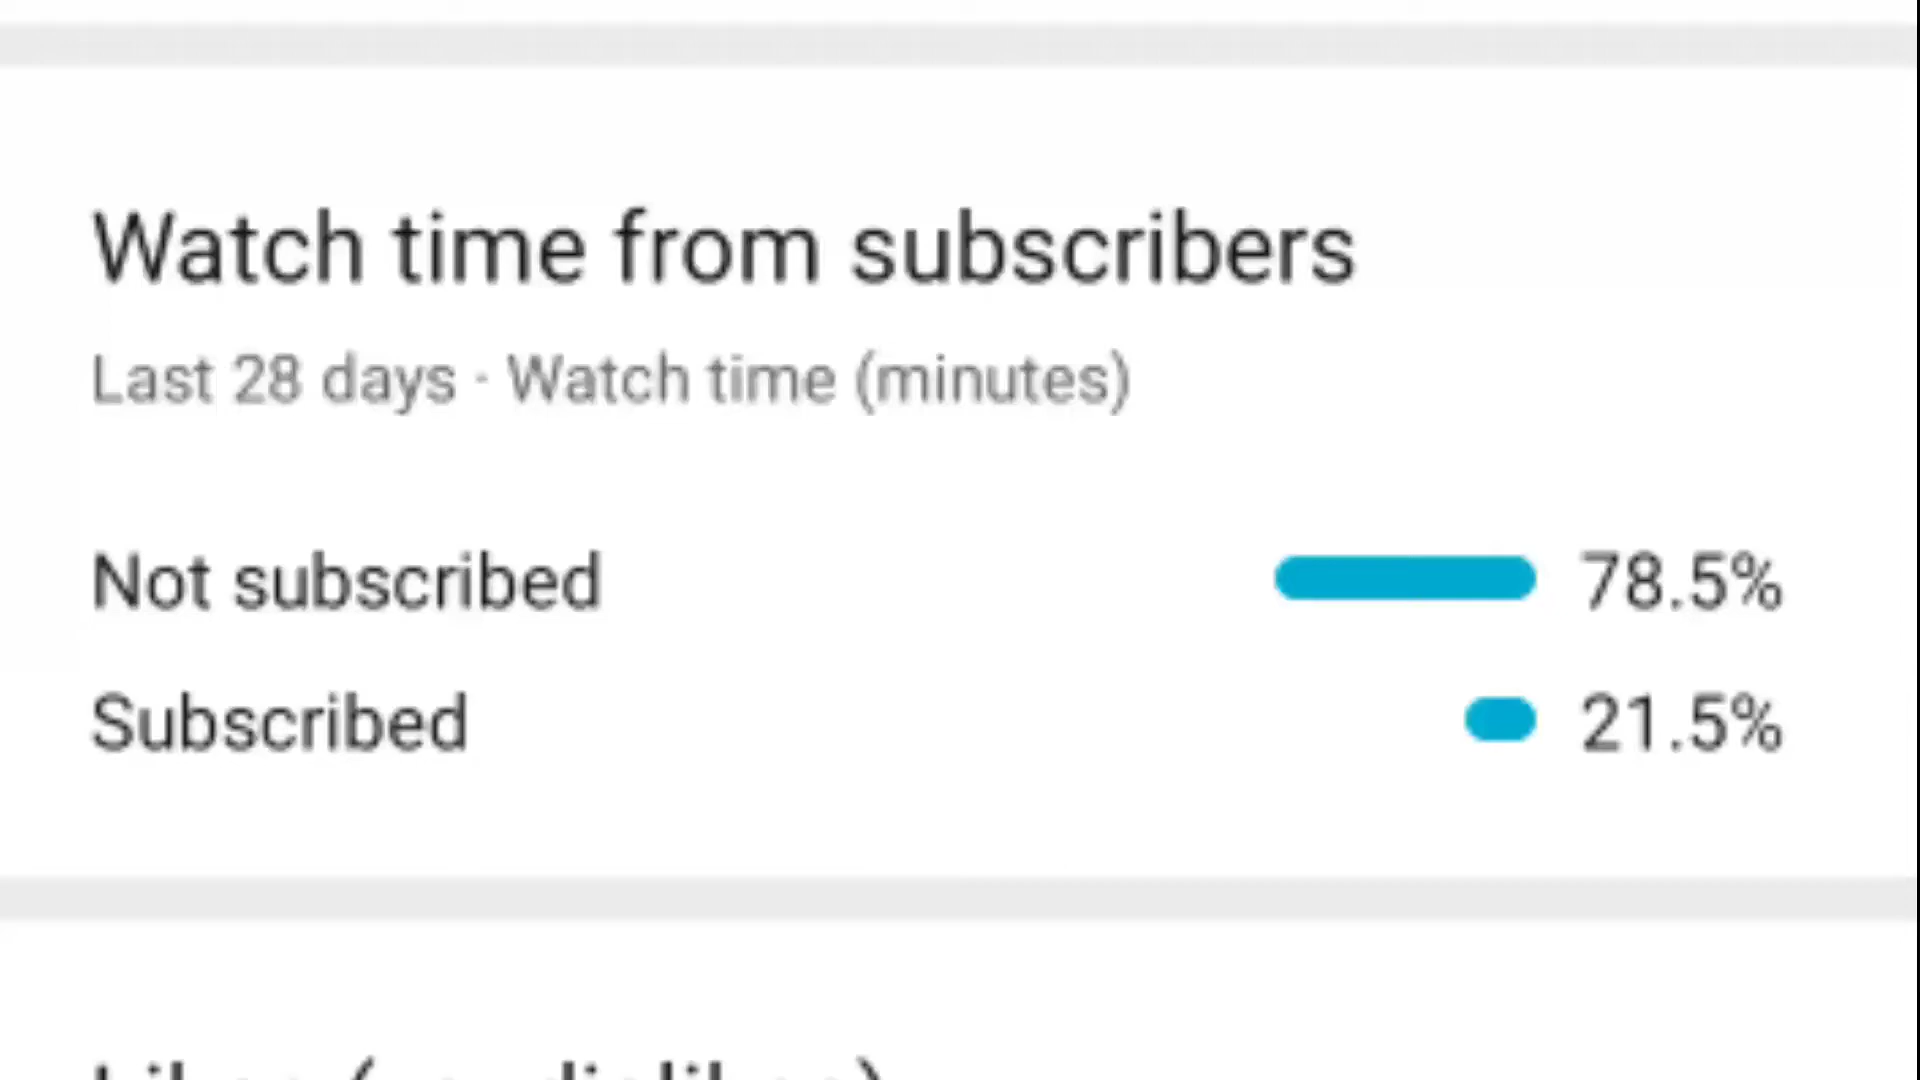 Watch time from subscribers
Last 28 days · Watch time (minutes)
Not subscribed 78.5%
Subscribed 21.5%